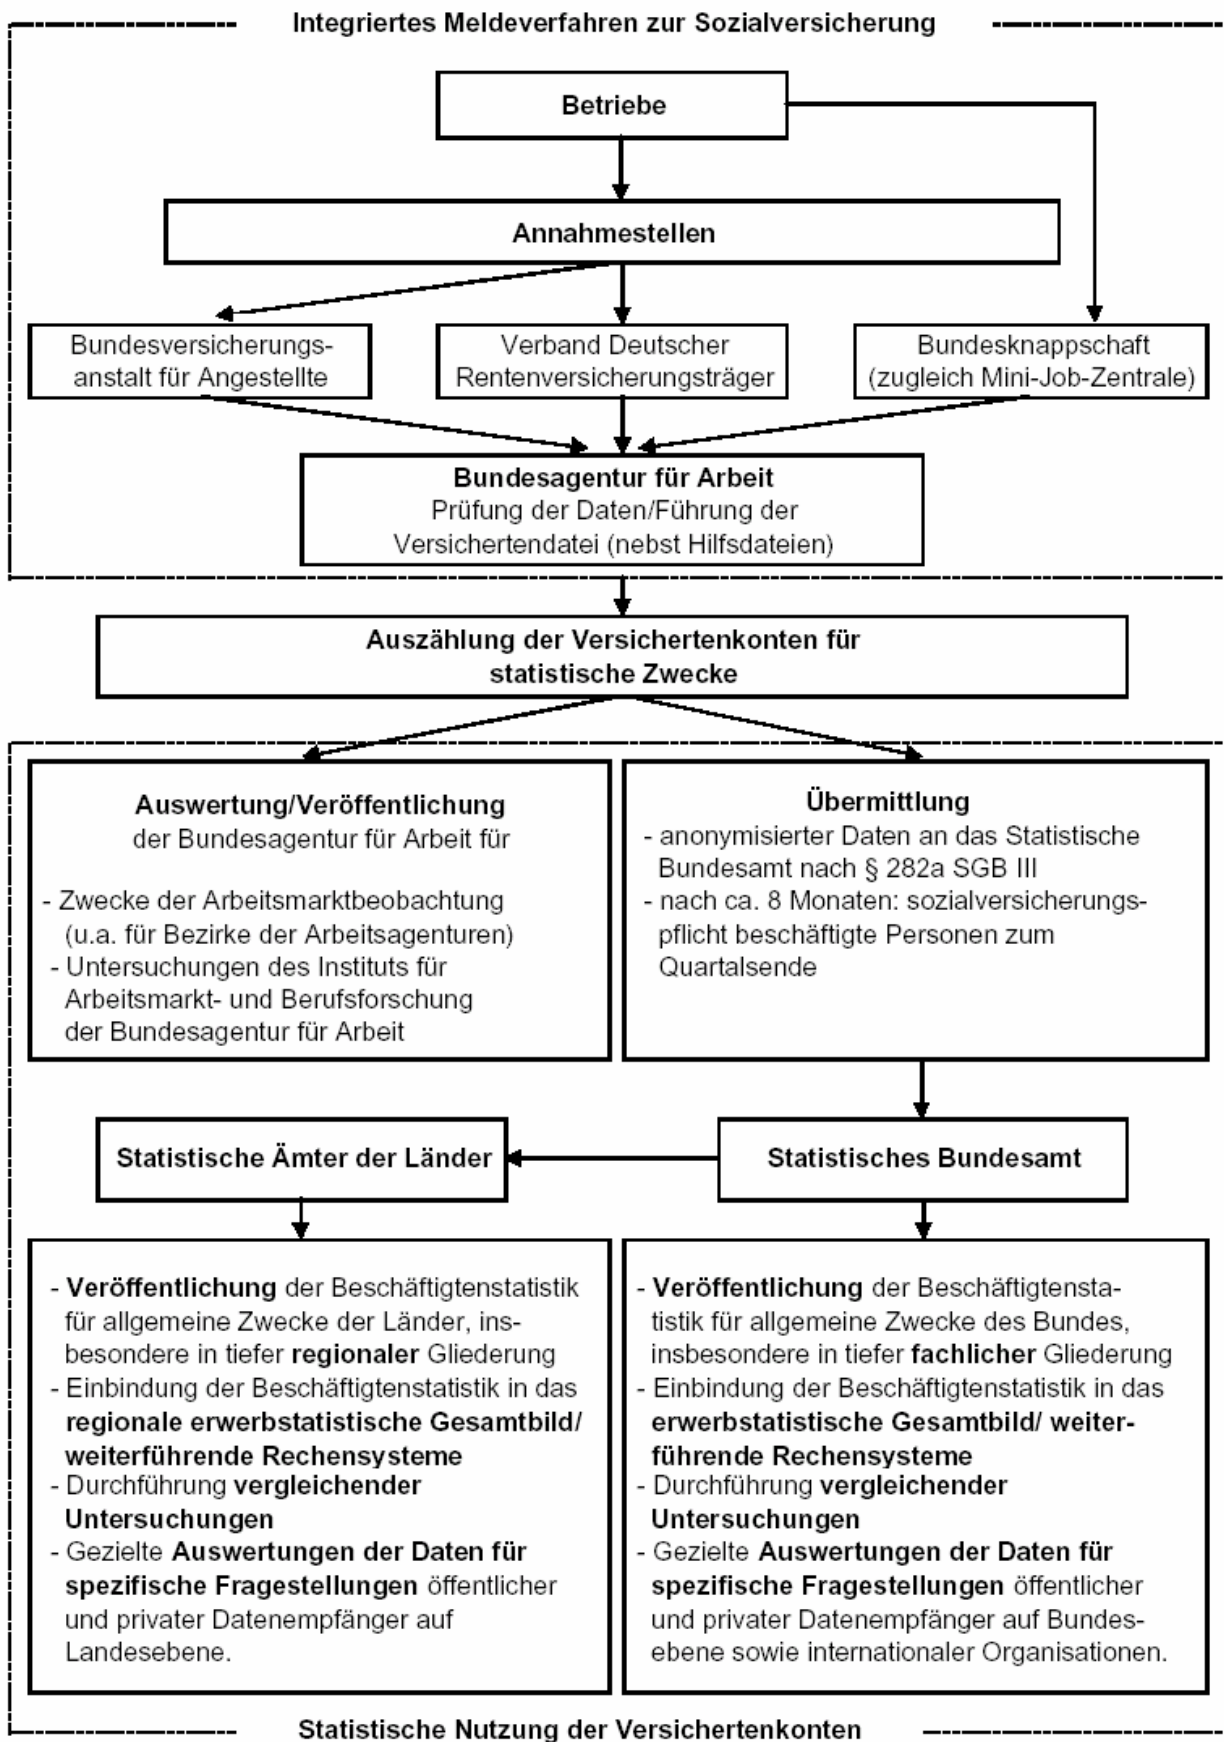 Integriertes Meldeverfahren zur Sozialversicherung
Betriebe
Annahmestellen
Bundesversicherungs-
anstalt für Angestellte
Verband Deutscher
Rentenversicherungsträger
Bundesknappschaft
(zugleich Mini-Job-Zentrale)
Bundesagentur für Arbeit
Prüfung der Daten/Führung der
Versichertendatei (nebst Hilfsdateien)
Auszählung der Versichertenkonten für
statistische Zwecke
Auswertung/Veröffentlichung
der Bundesagentur für Arbeit für
- Zwecke der Arbeitsmarktbeobachtung
(u.a. für Bezirke der Arbeitsagenturen)
- Untersuchungen des Instituts für
Arbeitsmarkt- und Berufsforschung
der Bundesagentur für Arbeit
Übermittlung
- anonymisierter Daten an das Statistische
Bundesamt nach § 282a SGB III
- nach ca. 8 Monaten: sozialversicherungs-
pflicht beschäftigte Personen zum
Quartalsende
Statistische Ämter der Länder
Statistisches Bundesamt
- Veröffentlichung der Beschäftigtenstatistik
für allgemeine Zwecke der Länder, ins-
besondere in tiefer regionaler Gliederung
- Einbindung der Beschäftigtenstatistik in das
regionale erwerbstatistische Gesamtbild/
weiterführende Rechensysteme
- Durchführung vergleichender
Untersuchungen
- Gezielte Auswertungen der Daten für
spezifische Fragestellungen öffentlicher
und privater Datenempfänger auf
Landesebene.
- Veröffentlichung der Beschäftigtensta-
tistik für allgemeine Zwecke des Bundes,
insbesondere in tiefer fachlicher Gliederung
- Einbindung der Beschäftigtenstatistik in das
erwerbstatistische Gesamtbild/ weiter-
führende Rechensysteme
- Durchführung vergleichender
Untersuchungen
- Gezielte Auswertungen der Daten für
spezifische Fragestellungen öffentlicher
und privater Datenempfänger auf Bundes-
ebene sowie internationaler Organisationen.
Statistische Nutzung der Versichertenkonten